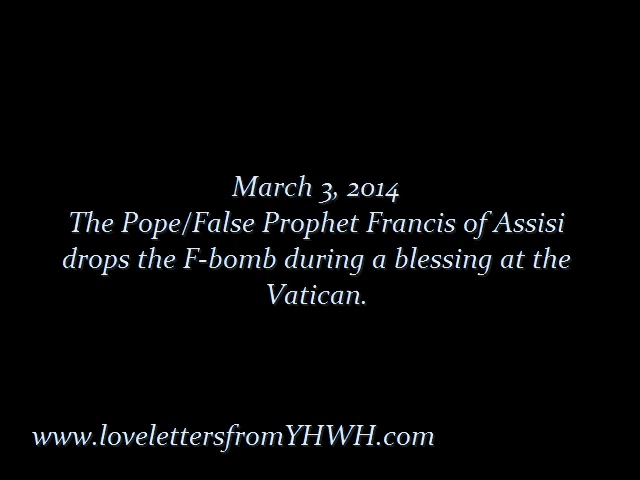 March 3, 2014
The Pope/False Prophet Francis of Assisi
drops the F-bomb during a blessing at the
Vatican.
www.lovelettersfromYHWH.com